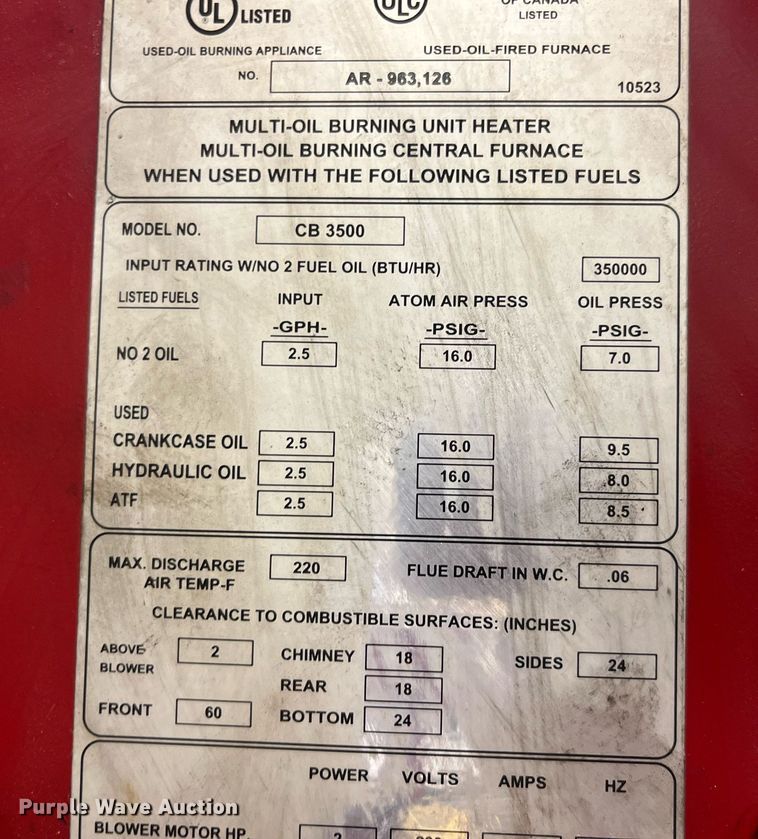 UL LISTED
ULC
OF CANADA
LISTED
USED-OIL BURNING APPLIANCE USED-OIL-FIRED FURNACE
NO. AR - 963,126 10523
MULTI-OIL BURNING UNIT HEATER
MULTI-OIL BURNING CENTRAL FURNACE
WHEN USED WITH THE FOLLOWING LISTED FUELS
MODEL NO. CB 3500
INPUT RATING W/NO 2 FUEL OIL (BTU/HR) 350000
LISTED FUELS INPUT ATOM AIR PRESS OIL PRESS
-GPH- -PSIG- -PSIG-
NO 2 OIL 2.5 16.0 7.0
USED
CRANKCASE OIL 2.5 16.0 9.5
HYDRAULIC OIL 2.5 16.0 8.0
ATF 2.5 16.0 8.5
MAX. DISCHARGE 220 FLUE DRAFT IN W.C. .06
AIR TEMP-F
CLEARANCE TO COMBUSTIBLE SURFACES: (INCHES)
ABOVE 2 CHIMNEY 18 SIDES 24
BLOWER
REAR 18
FRONT 60 BOTTOM 24
POWER VOLTS AMPS HZ
BLOWER MOTOR HP.
Purple Wave Auction